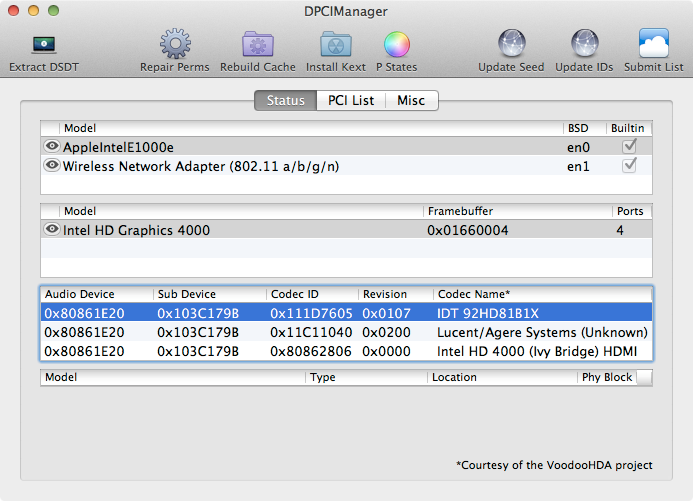 DPCIManager
Extract DSDT Repair Perms Rebuild Cache Install Kext P States Update Seed Update IDs Submit List
Status PCI List Misc
Model BSD Builtin
AppleIntelE1000e en0
Wireless Network Adapter (802.11 a/b/g/n) en1
Model Framebuffer Ports
Intel HD Graphics 4000 0x01660004 4
Audio Device Sub Device Codec ID Revision Codec Name*
0x80861E20 0x103C179B 0x111D7605 0x0107 IDT 92HD81B1X
0x80861E20 0x103C179B 0x11C11040 0x0200 Lucent/Agere Systems (Unknown)
0x80861E20 0x103C179B 0x80862806 0x0000 Intel HD 4000 (Ivy Bridge) HDMI
Model Type Location Phy Block
*Courtesy of the VoodooHDA project